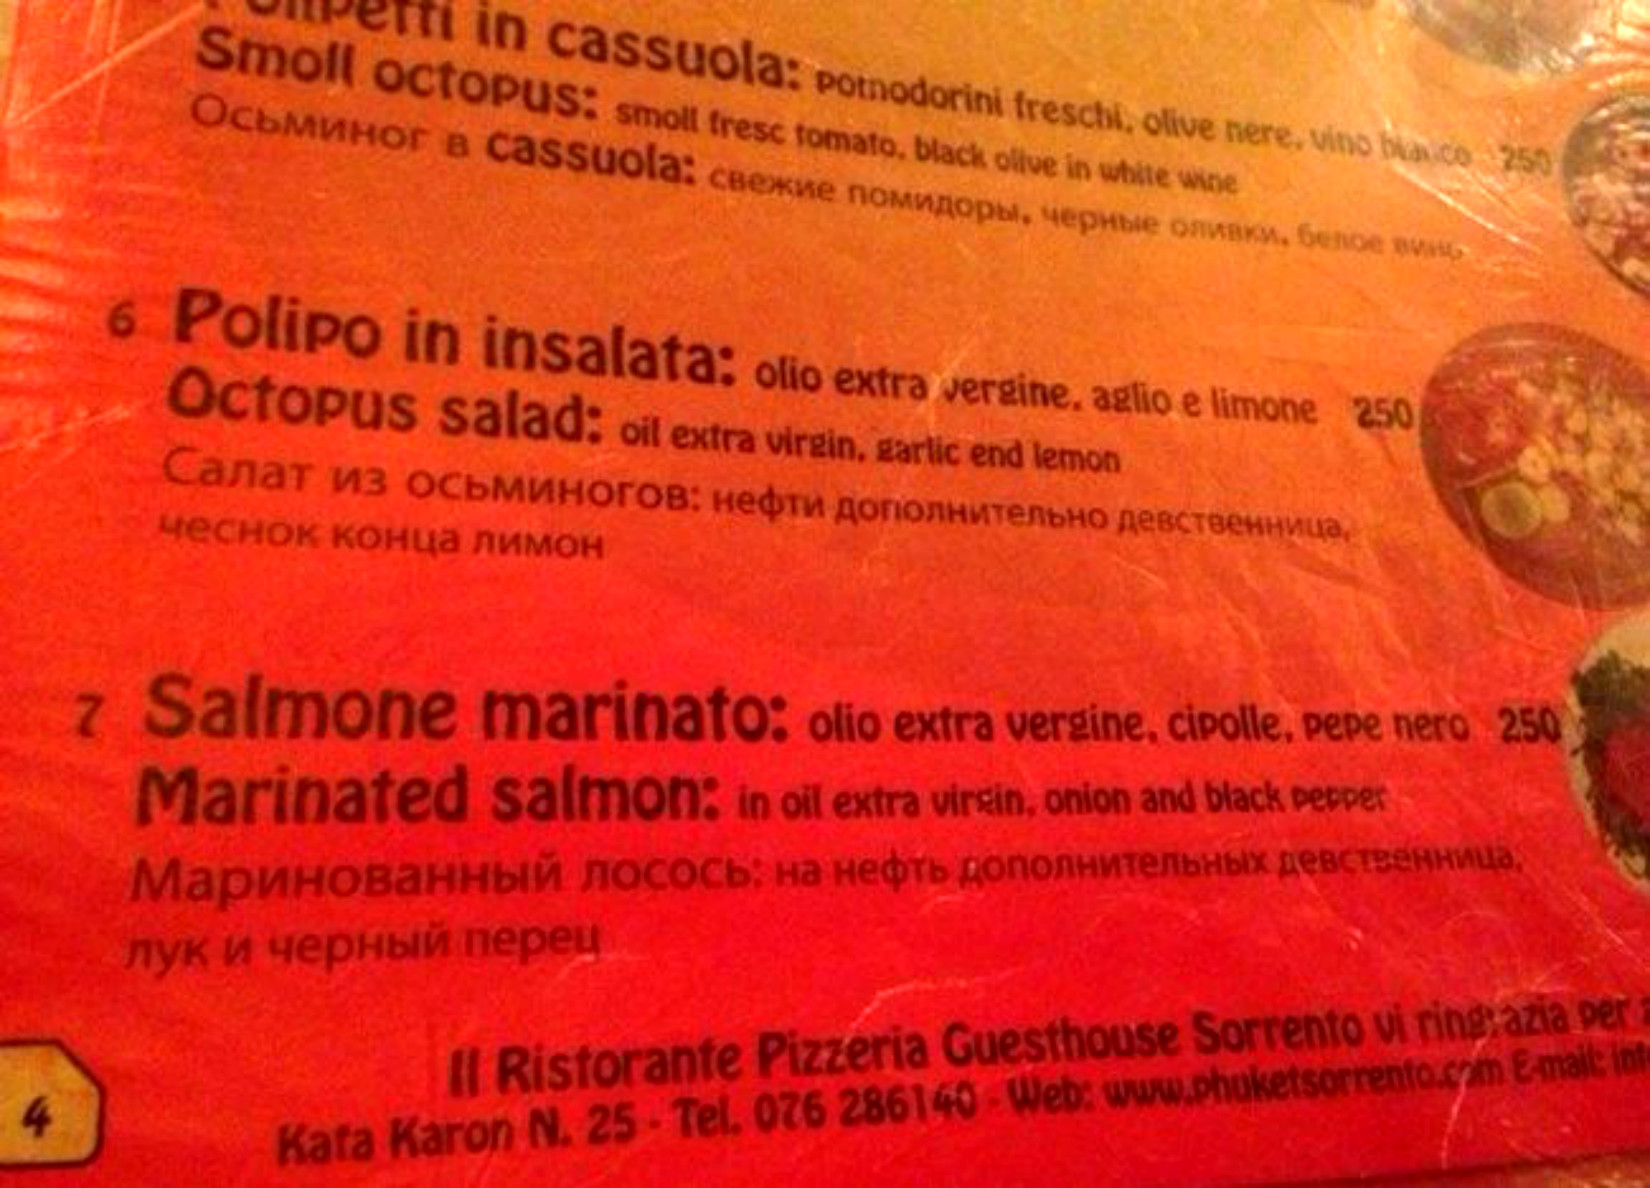 in cassuola: pomodorini freschi, olive nere, vino bianco 250
Smoll octopus: smoll fresc tomato, black olive in white wine
Осьминог в cassuola: свежие помидоры, черные оливки, белое вино,
6 Polipo in insalata: olio extra vergine, aglio e limone 250
Octopus salad: oil extra virgin, garlic end lemon
Салат из осьминогов: нефти дополнительно девственница,
чеснок конца лимон
7 Salmone marinato: olio extra vergine, cipolle, pepe nero 250
Marinated salmon: in oil extra virgin, onion and black pepper
Маринованный лосось: на нефть дополнительных девственница,
лук и черный перец
Il Ristorante Pizzeria Guesthouse Sorrento vi ringrazia per
Kata Karon N. 25 - Tel. 076 286140 - Web: www.phuketsorrento.com E-mail:
4